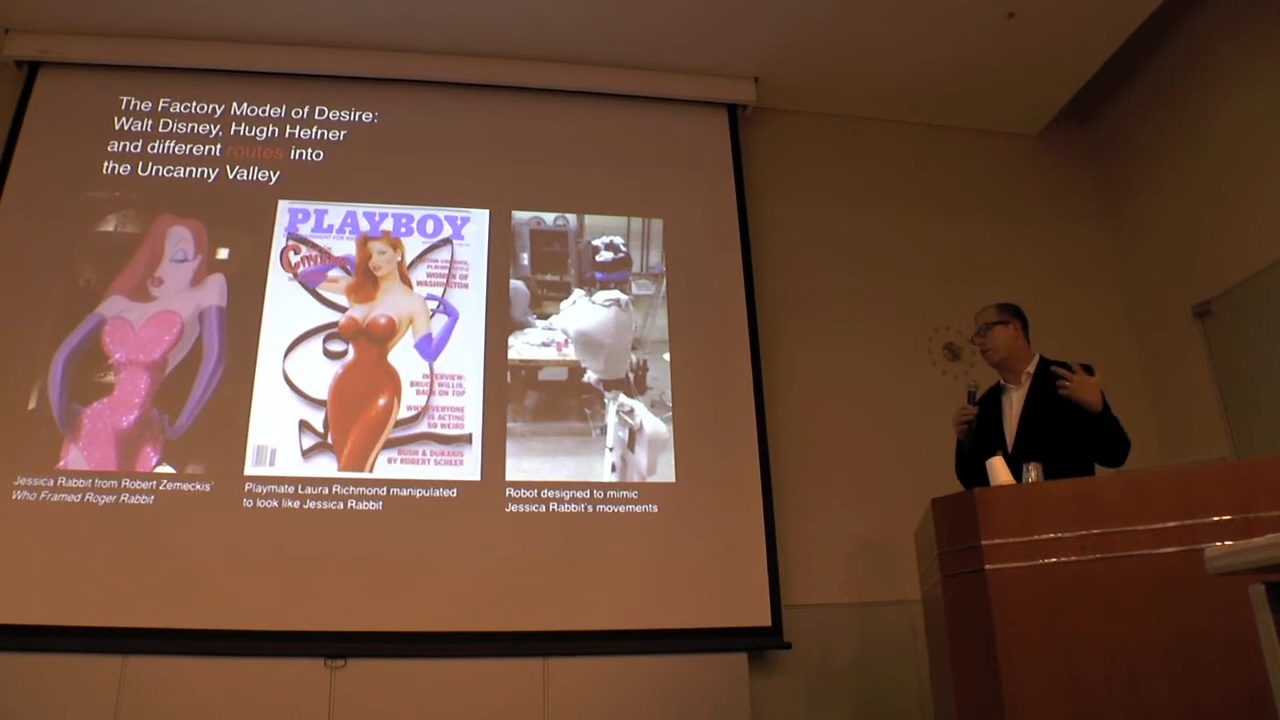 The Factory Model of Desire:
Walt Disney, Hugh Hefner
and different routes into
the Uncanny Valley
PLAYBOY
WOMEN OF
WASHINGTON
INTERVIEW:
BRUCE WILLIS,
BACK ON TOP
WHY EVERYONE
IS ACTING
SO WEIRD
BUSH & DUKAKIS
BY ROBERT SCHEER
Jessica Rabbit from Robert Zemeckis'
Who Framed Roger Rabbit
Playmate Laura Richmond manipulated
to look like Jessica Rabbit
Robot designed to mimic
Jessica Rabbit's movements